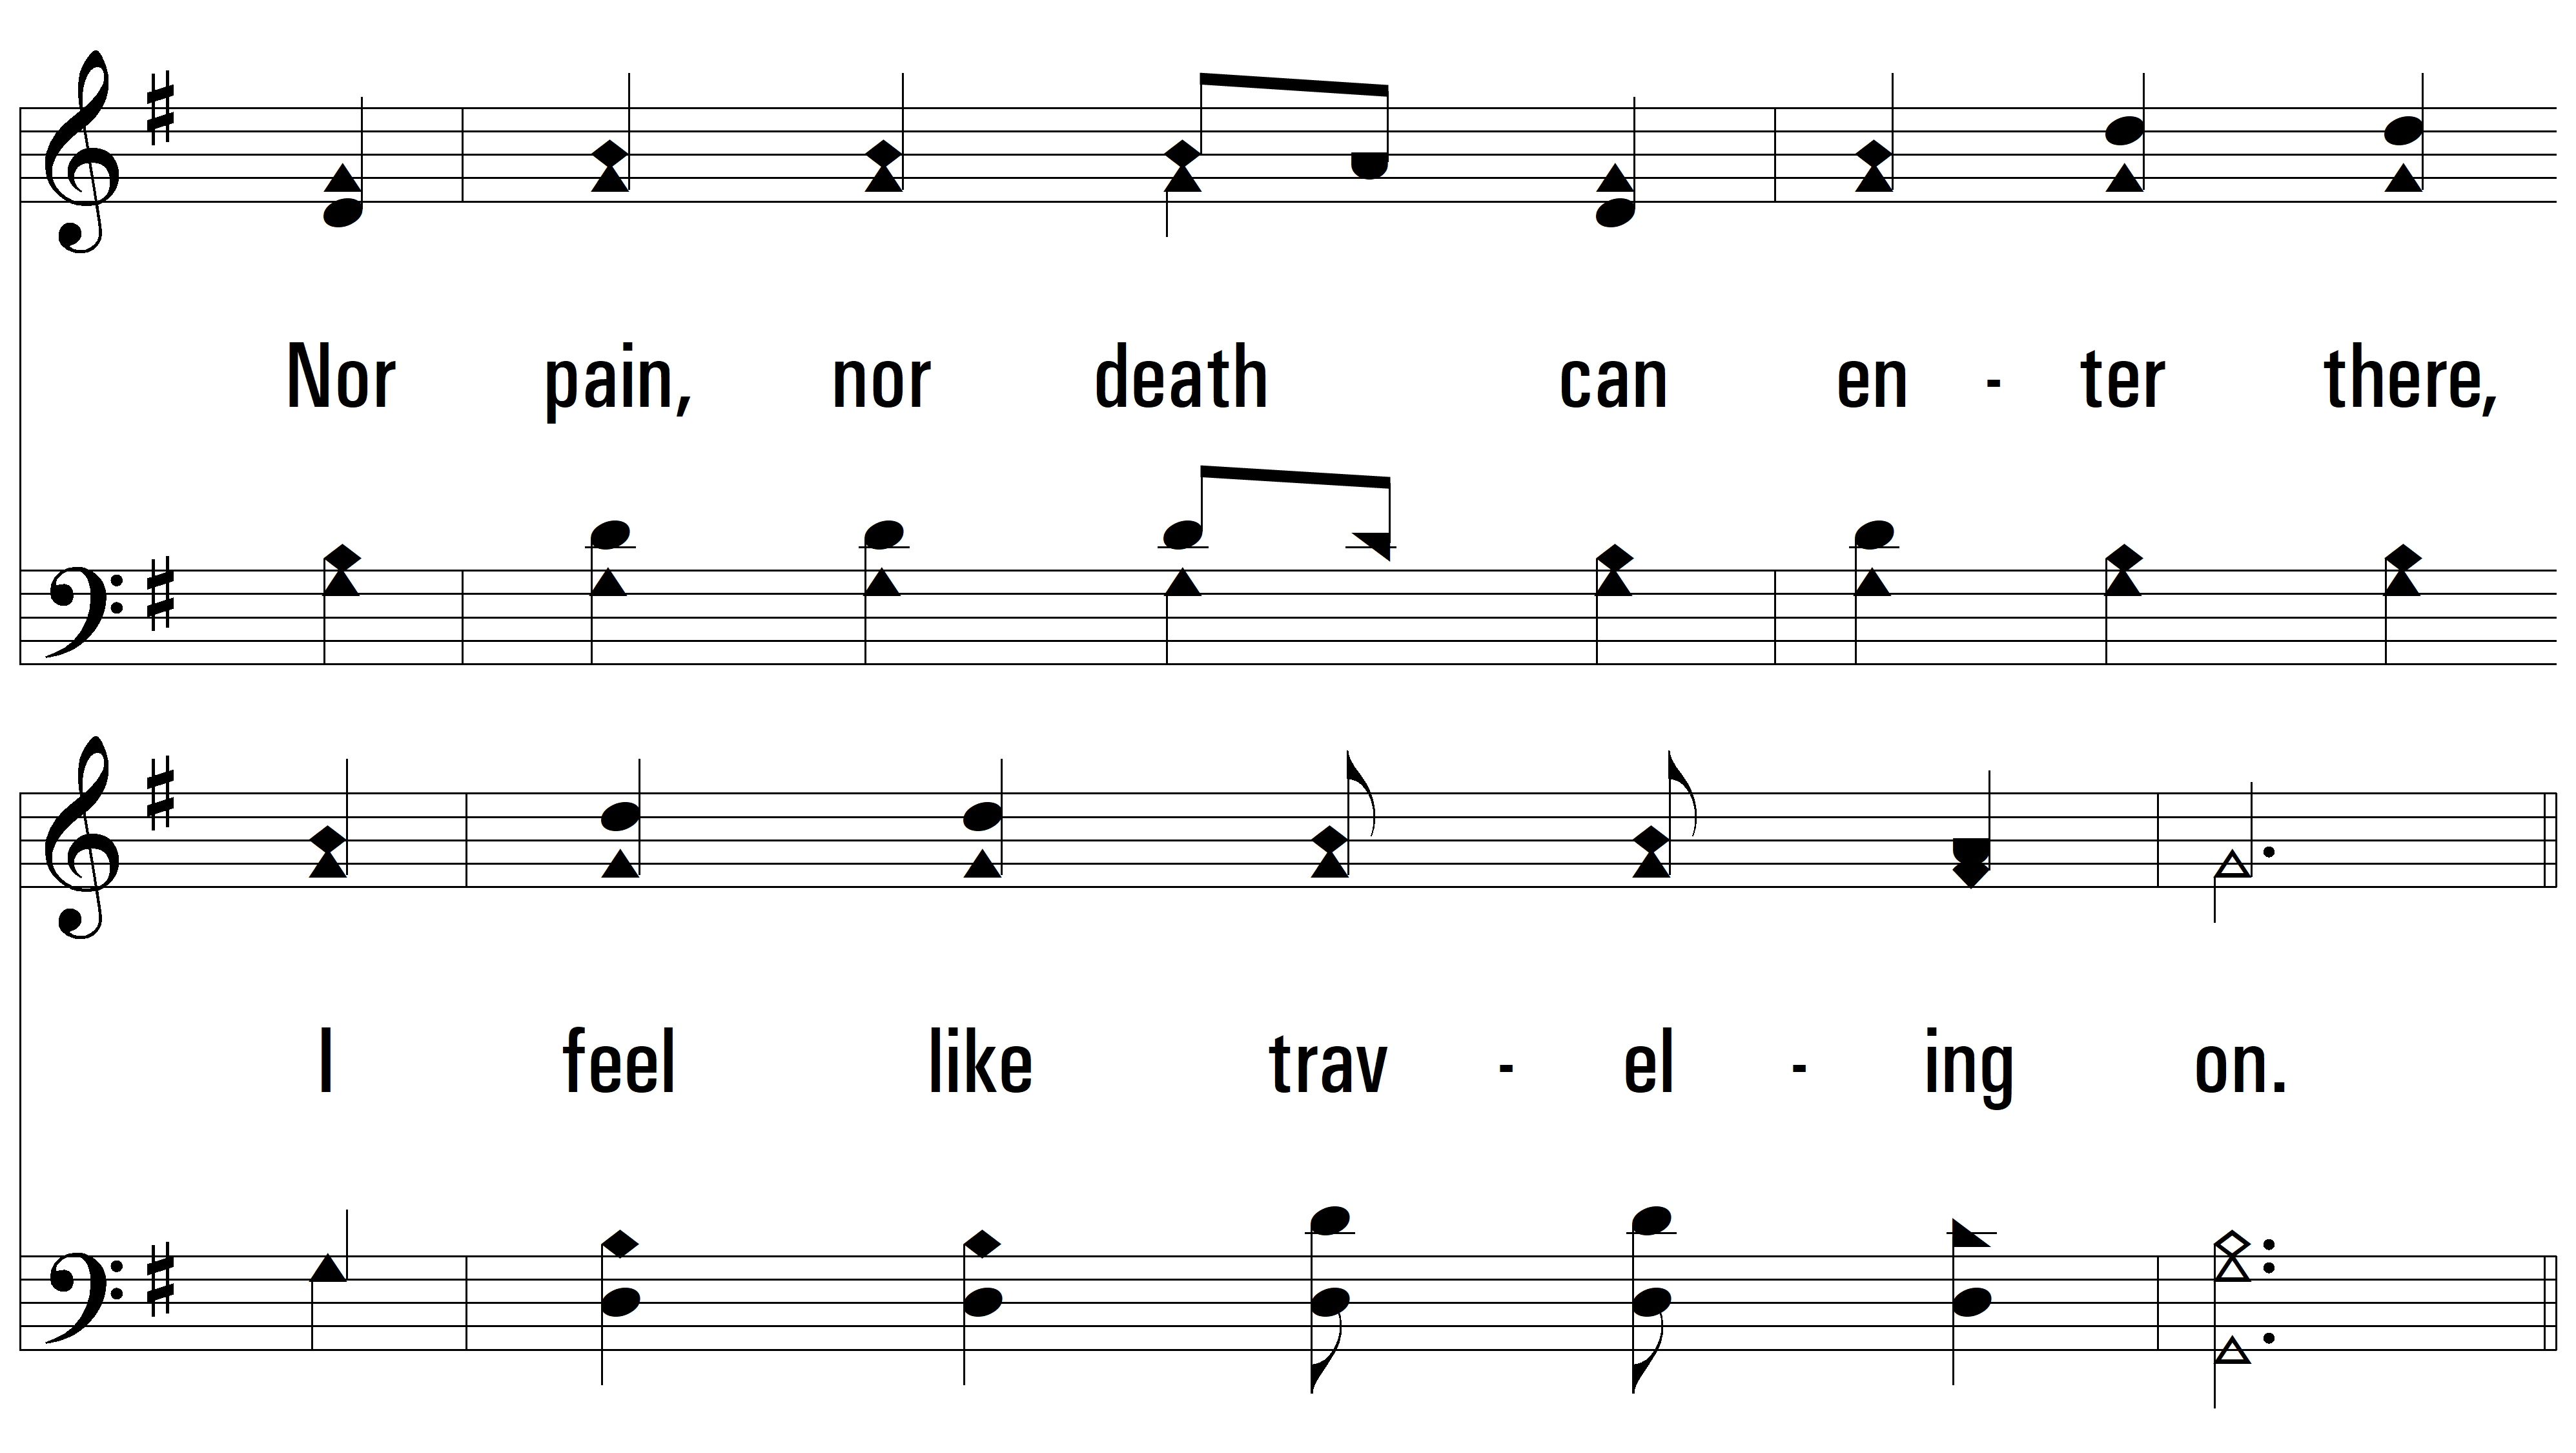 Nor pain, nor death can en - ter there,
I feel like trav - el - ing on.